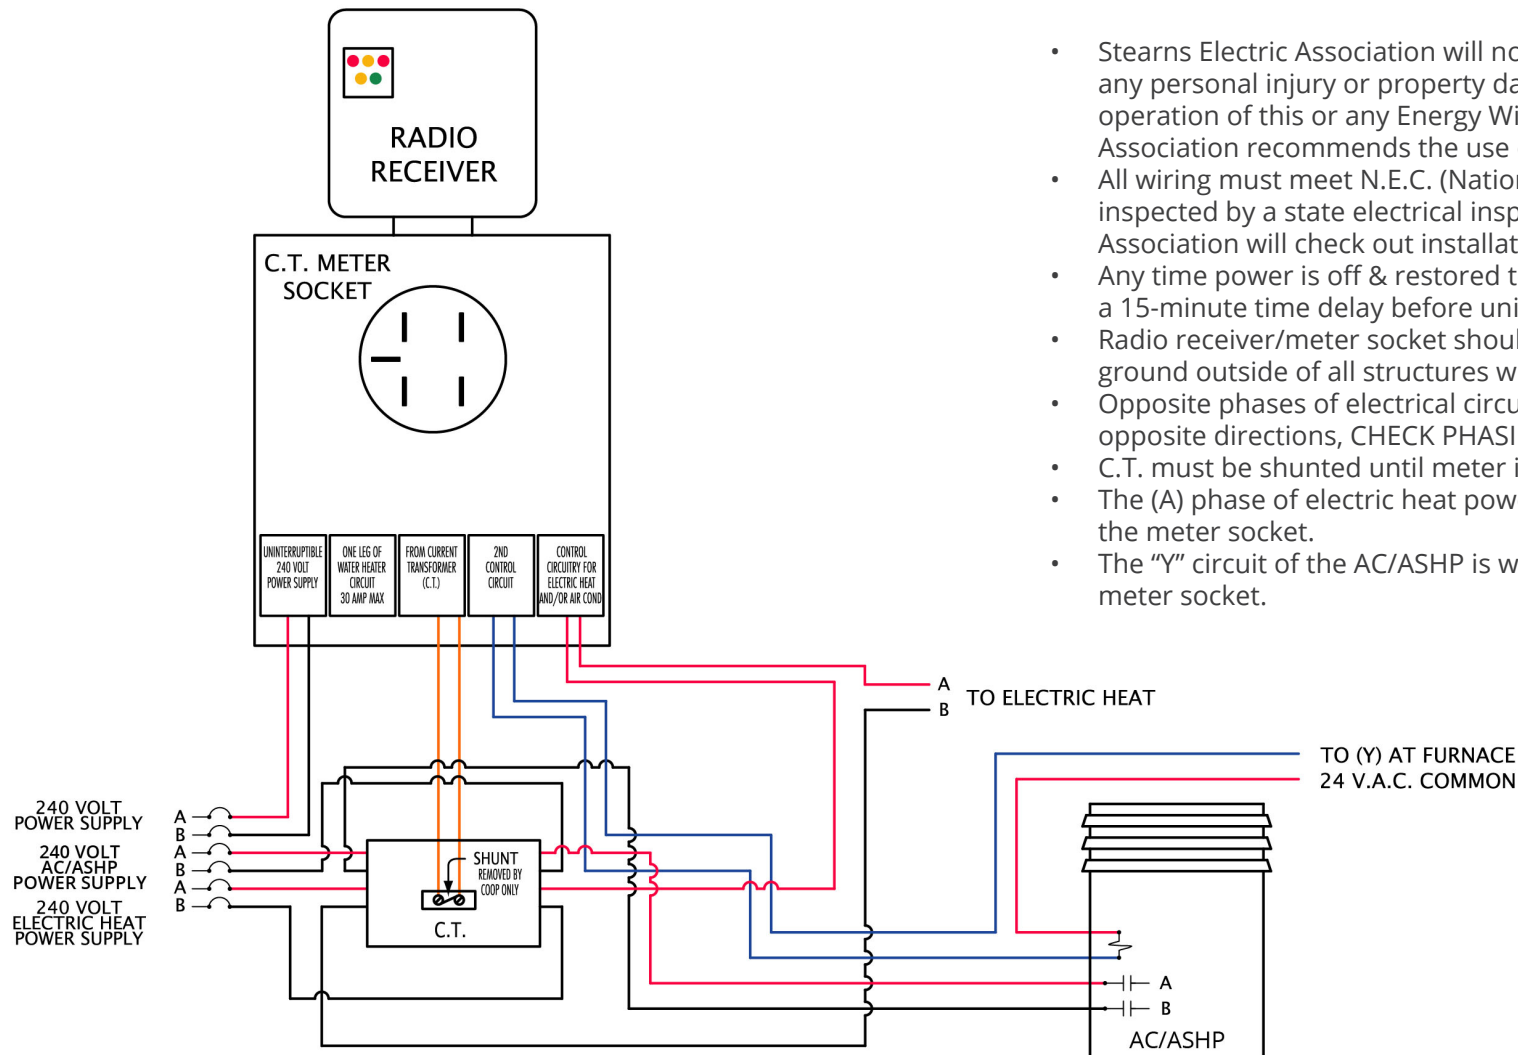 RADIO
RECEIVER
C.T. METER
SOCKET
UNINTERRUPTIBLE
240 VOLT
POWER SUPPLY
ONE LEG OF
WATER HEATER
CIRCUIT
30 AMP MAX
FROM CURRENT
TRANSFORMER
(C.T.)
2ND
CONTROL
CIRCUIT
CONTROL
CIRCUITRY FOR
ELECTRIC HEAT
AND/OR AIR COND
• Stearns Electric Association will no
any personal injury or property da
operation of this or any Energy Wi
Association recommends the use
• All wiring must meet N.E.C. (Nation
inspected by a state electrical insp
Association will check out installat
• Any time power is off & restored t
a 15-minute time delay before uni
• Radio receiver/meter socket shoul
ground outside of all structures w
• Opposite phases of electrical circu
opposite directions, CHECK PHASI
• C.T. must be shunted until meter i
• The (A) phase of electric heat pow
the meter socket.
• The “Y” circuit of the AC/ASHP is w
meter socket.
A
B
TO ELECTRIC HEAT
TO (Y) AT FURNACE
24 V.A.C. COMMON
240 VOLT
POWER SUPPLY
A
B
240 VOLT
AC/ASHP
POWER SUPPLY
A
B
240 VOLT
ELECTRIC HEAT
POWER SUPPLY
A
B
SHUNT
REMOVED BY
COOP ONLY
C.T.
A
B
AC/ASHP